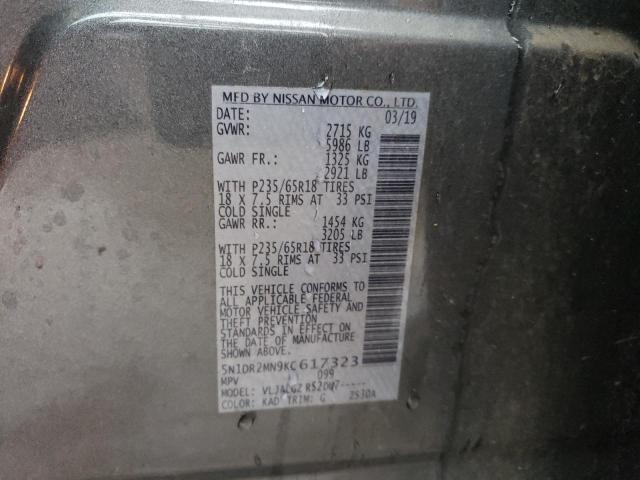 MFD BY NISSAN MOTOR CO., LTD.
DATE: 03/19
GVWR: 2715 KG
5986 LB
GAWR FR.: 1325 KG
2921 LB
WITH P235/65R18 TIRES
18 X 7.5 RIMS AT 33 PSI
COLD SINGLE
GAWR RR.: 1454 KG
3205 LB
WITH P235/65R18 TIRES
18 X 7.5 RIMS AT 33 PSI
COLD SINGLE
THIS VEHICLE CONFORMS TO
ALL APPLICABLE FEDERAL
MOTOR VEHICLE SAFETY AND
THEFT PREVENTION
STANDARDS IN EFFECT ON
THE DATE OF MANUFACTURE
SHOWN ABOVE.
5N1DR2MN9KC617323
MPV 099
MODEL:
COLOR: KAD TRIM: G 2S30A